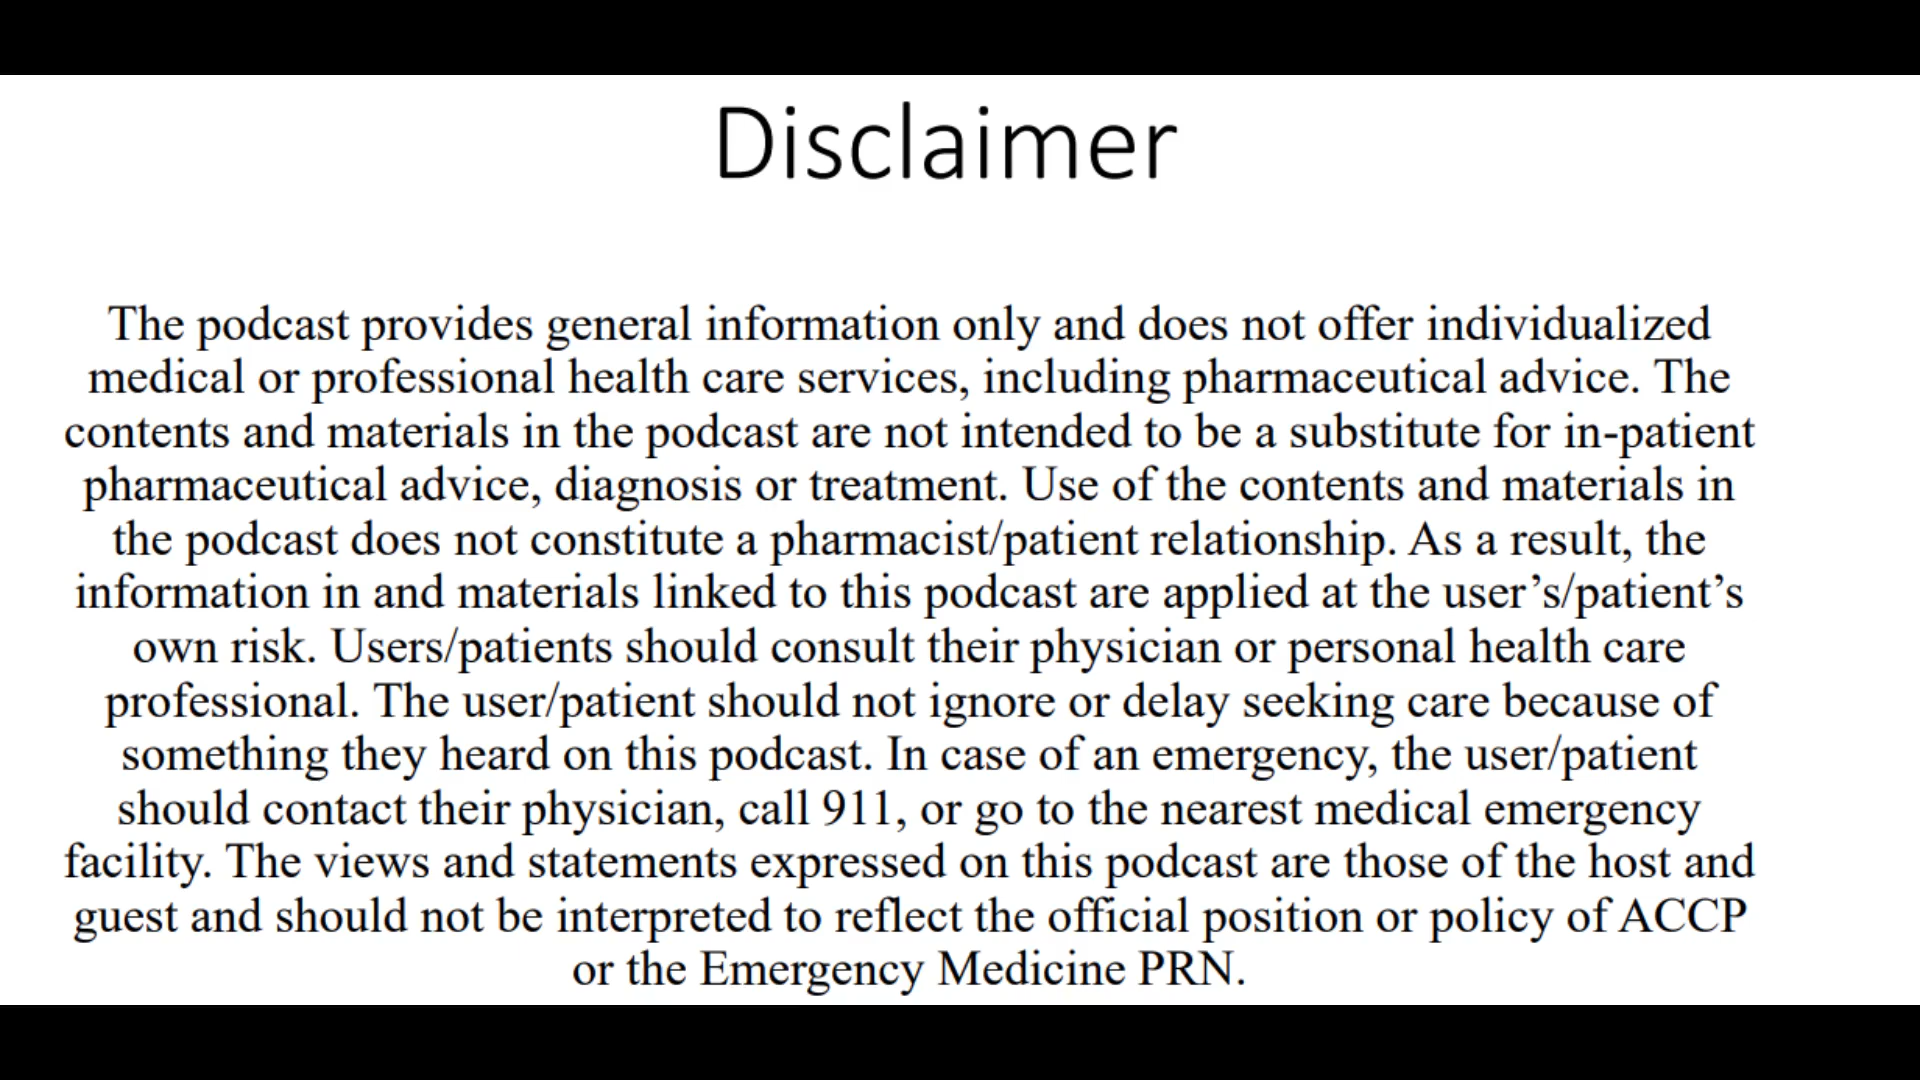 Disclaimer
The podcast provides general information only and does not offer individualized
medical or professional health care services, including pharmaceutical advice. The
contents and materials in the podcast are not intended to be a substitute for in-patient
pharmaceutical advice, diagnosis or treatment. Use of the contents and materials in
the podcast does not constitute a pharmacist/patient relationship. As a result, the
information in and materials linked to this podcast are applied at the user’s/patient’s
own risk. Users/patients should consult their physician or personal health care
professional. The user/patient should not ignore or delay seeking care because of
something they heard on this podcast. In case of an emergency, the user/patient
should contact their physician, call 911, or go to the nearest medical emergency
facility. The views and statements expressed on this podcast are those of the host and
guest and should not be interpreted to reflect the official position or policy of ACCP
or the Emergency Medicine PRN.